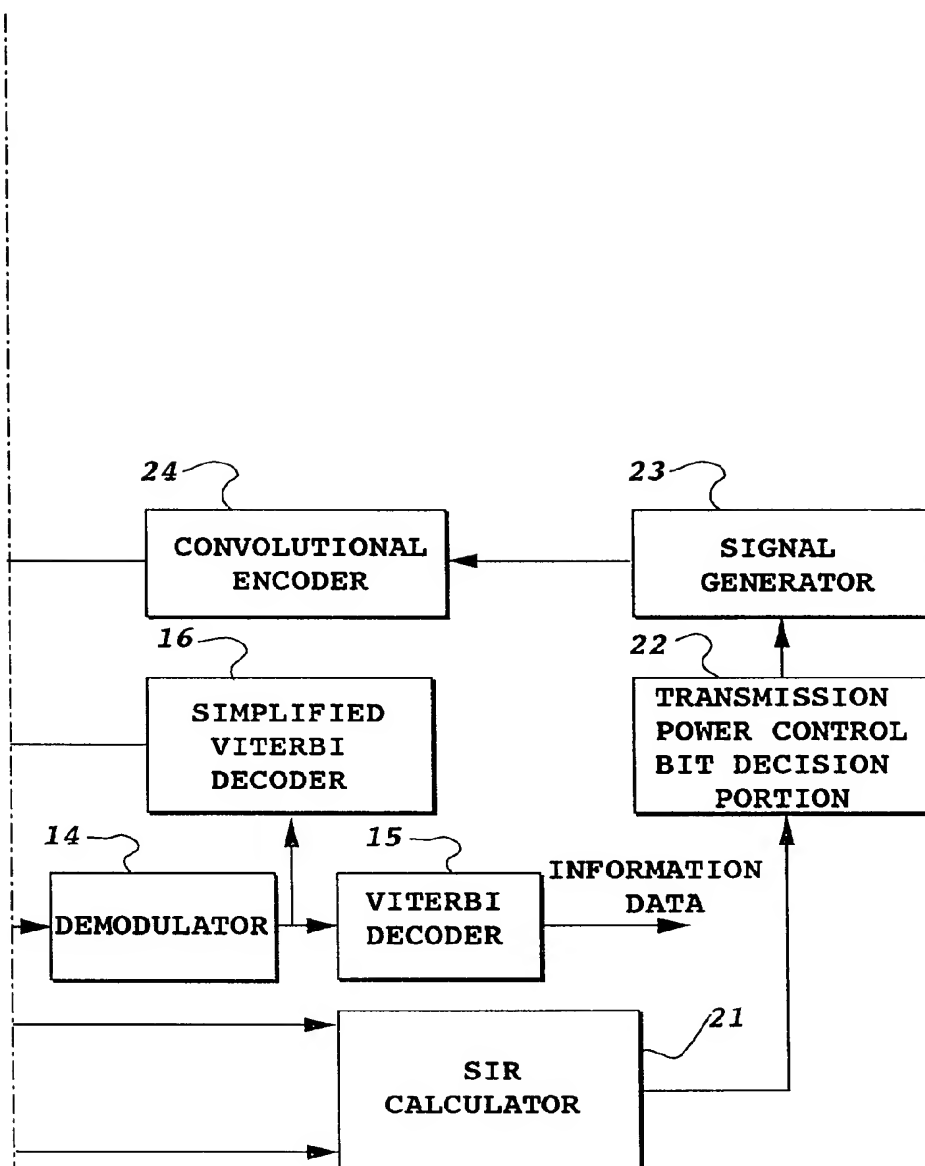 24
CONVOLUTIONAL
ENCODER
23
SIGNAL
GENERATOR
16
SIMPLIFIED
VITERBI
DECODER
22
TRANSMISSION
POWER CONTROL
BIT DECISION
PORTION
14
DEMODULATOR
15
VITERBI
DECODER
INFORMATION
DATA
21
SIR
CALCULATOR